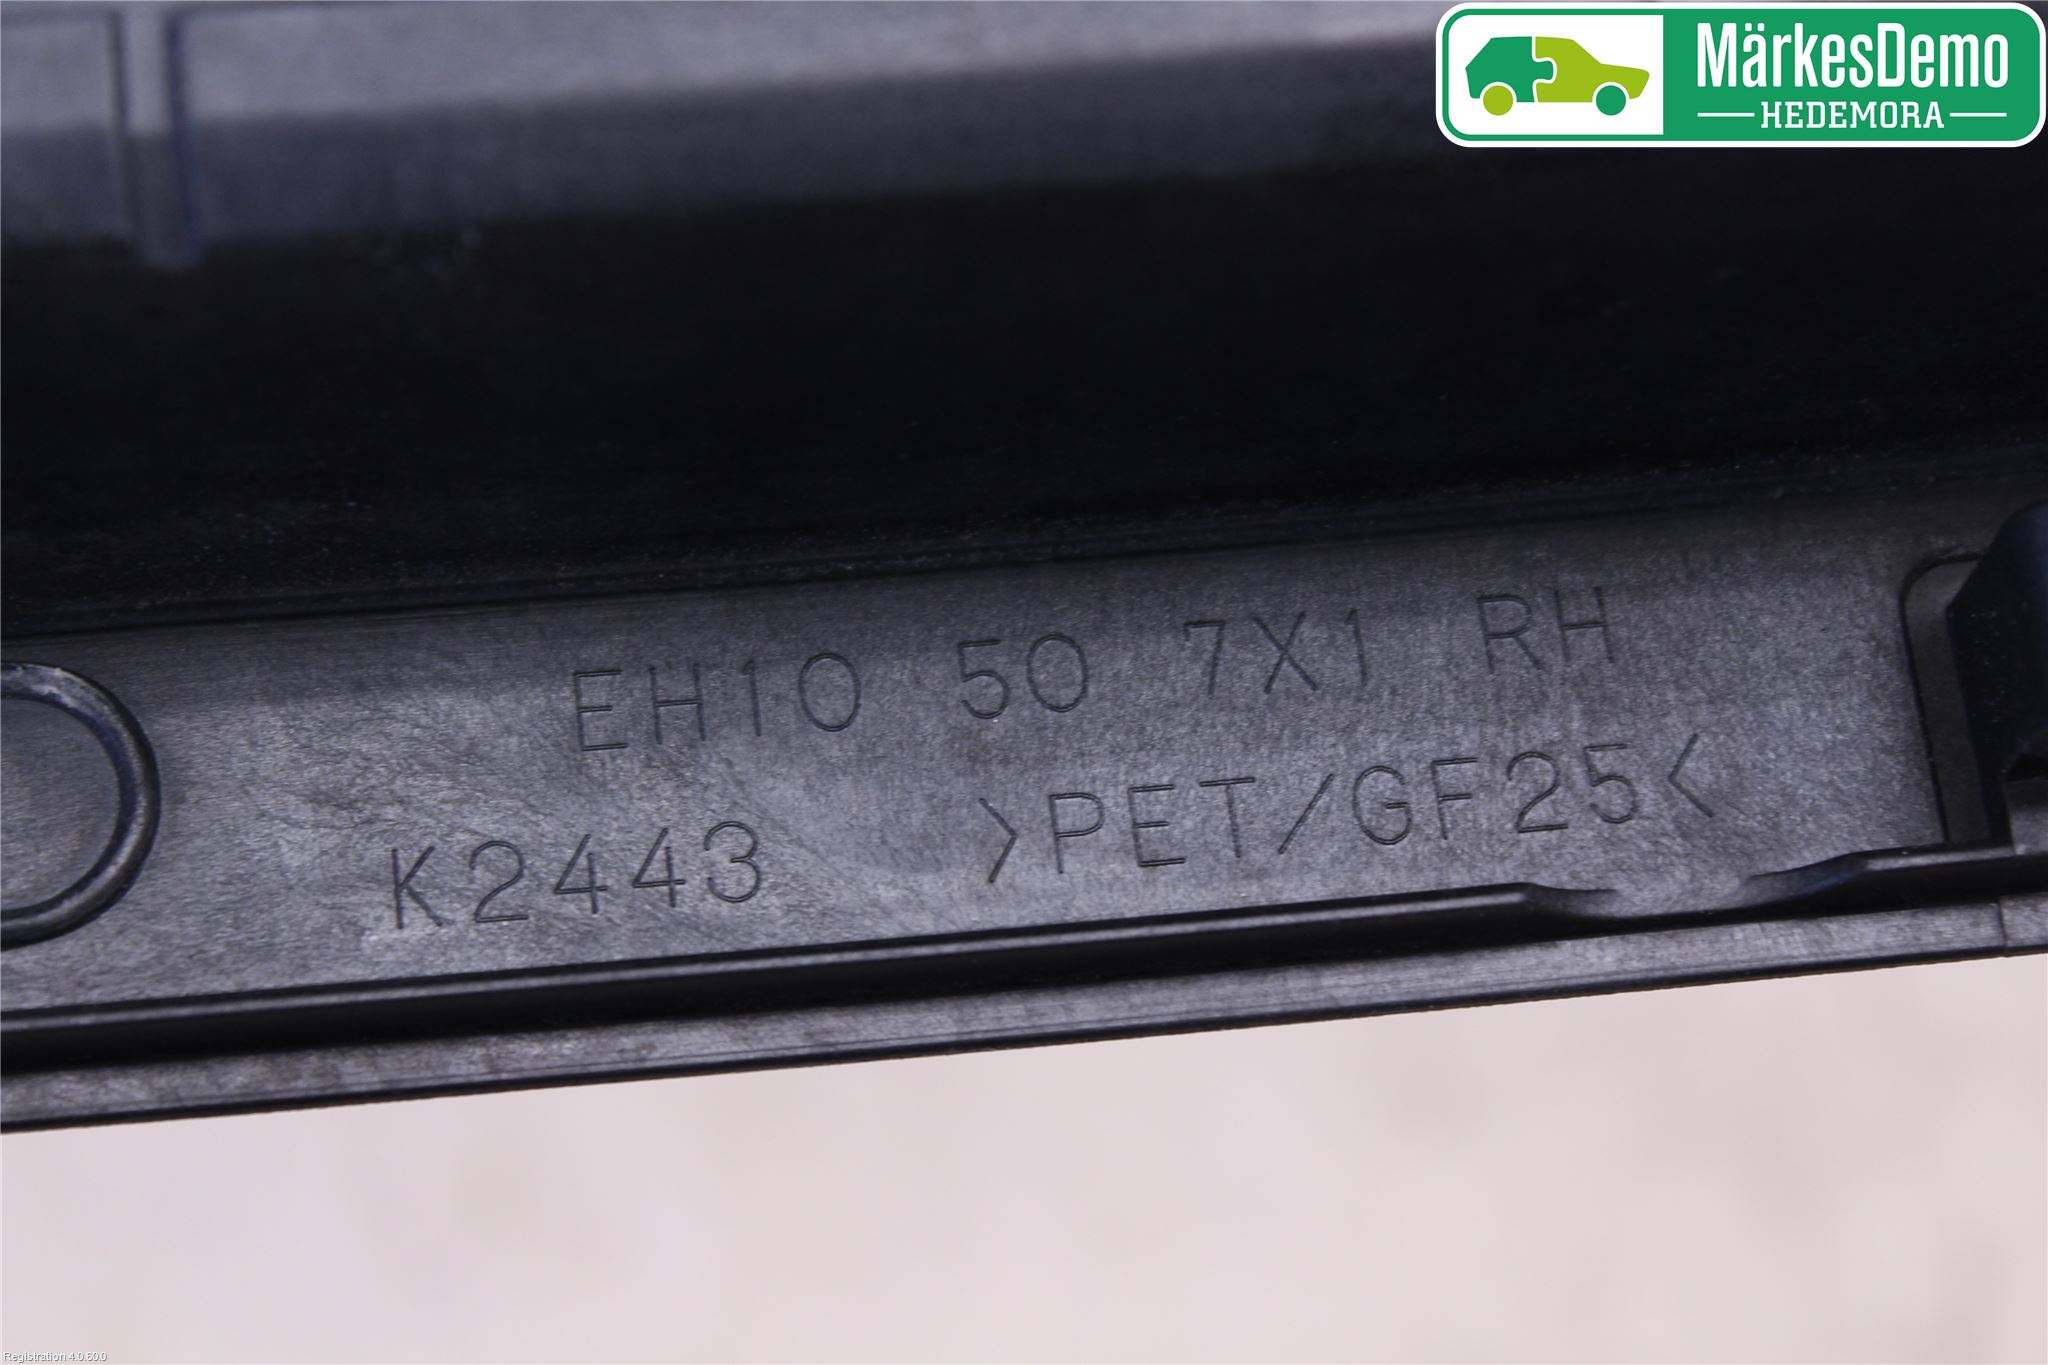 MärkesDemo
HEDEMORA
EH10 50 7X1 RH
K2443 >PET/GF25<
Registration 4.0.60.0